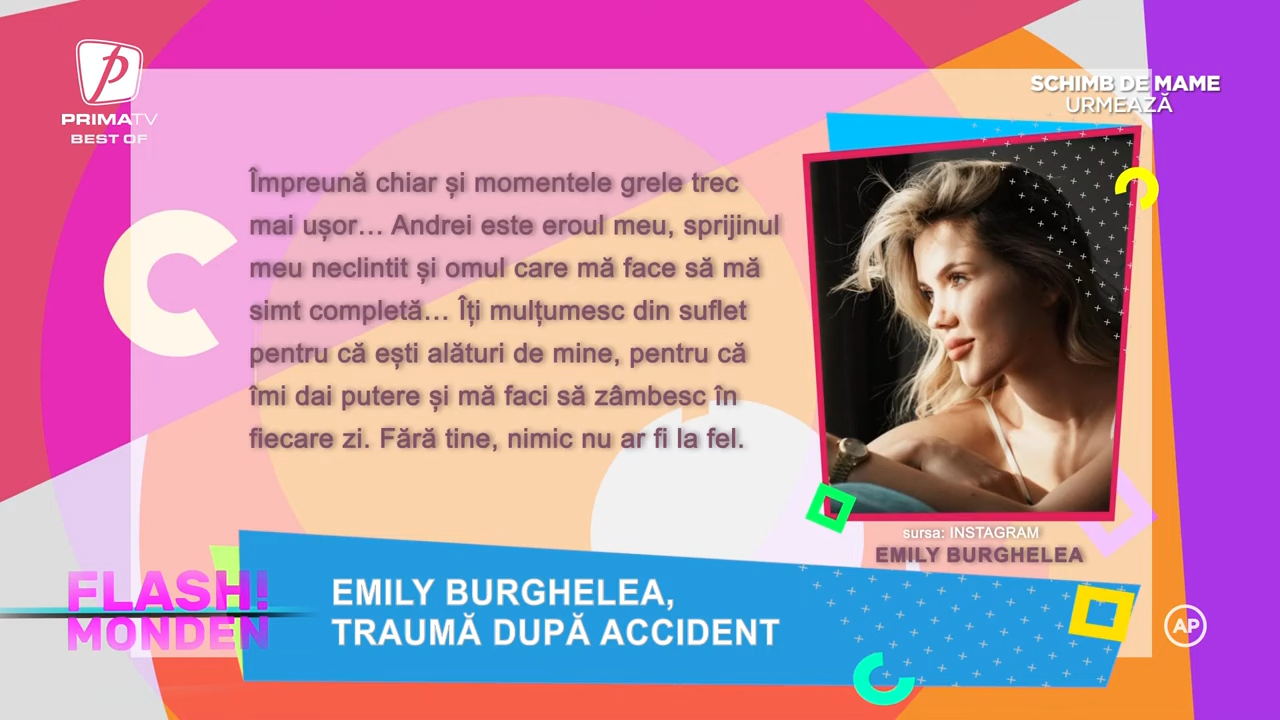 PRIMATV
BEST OF
SCHIMB DE MAME
URMEAZĂ
Împreună chiar și momentele grele trec
mai ușor... Andrei este eroul meu, sprijinul
meu neclintit și omul care mă face să mă
simt completă... Îți mulțumesc din suflet
pentru că ești alături de mine, pentru că
îmi dai putere și mă faci să zâmbesc în
fiecare zi. Fără tine, nimic nu ar fi la fel.
sursa: INSTAGRAM
EMILY BURGHELEA
FLASH!
MONDEN
EMILY BURGHELEA,
TRAUMĂ DUPĂ ACCIDENT
AP